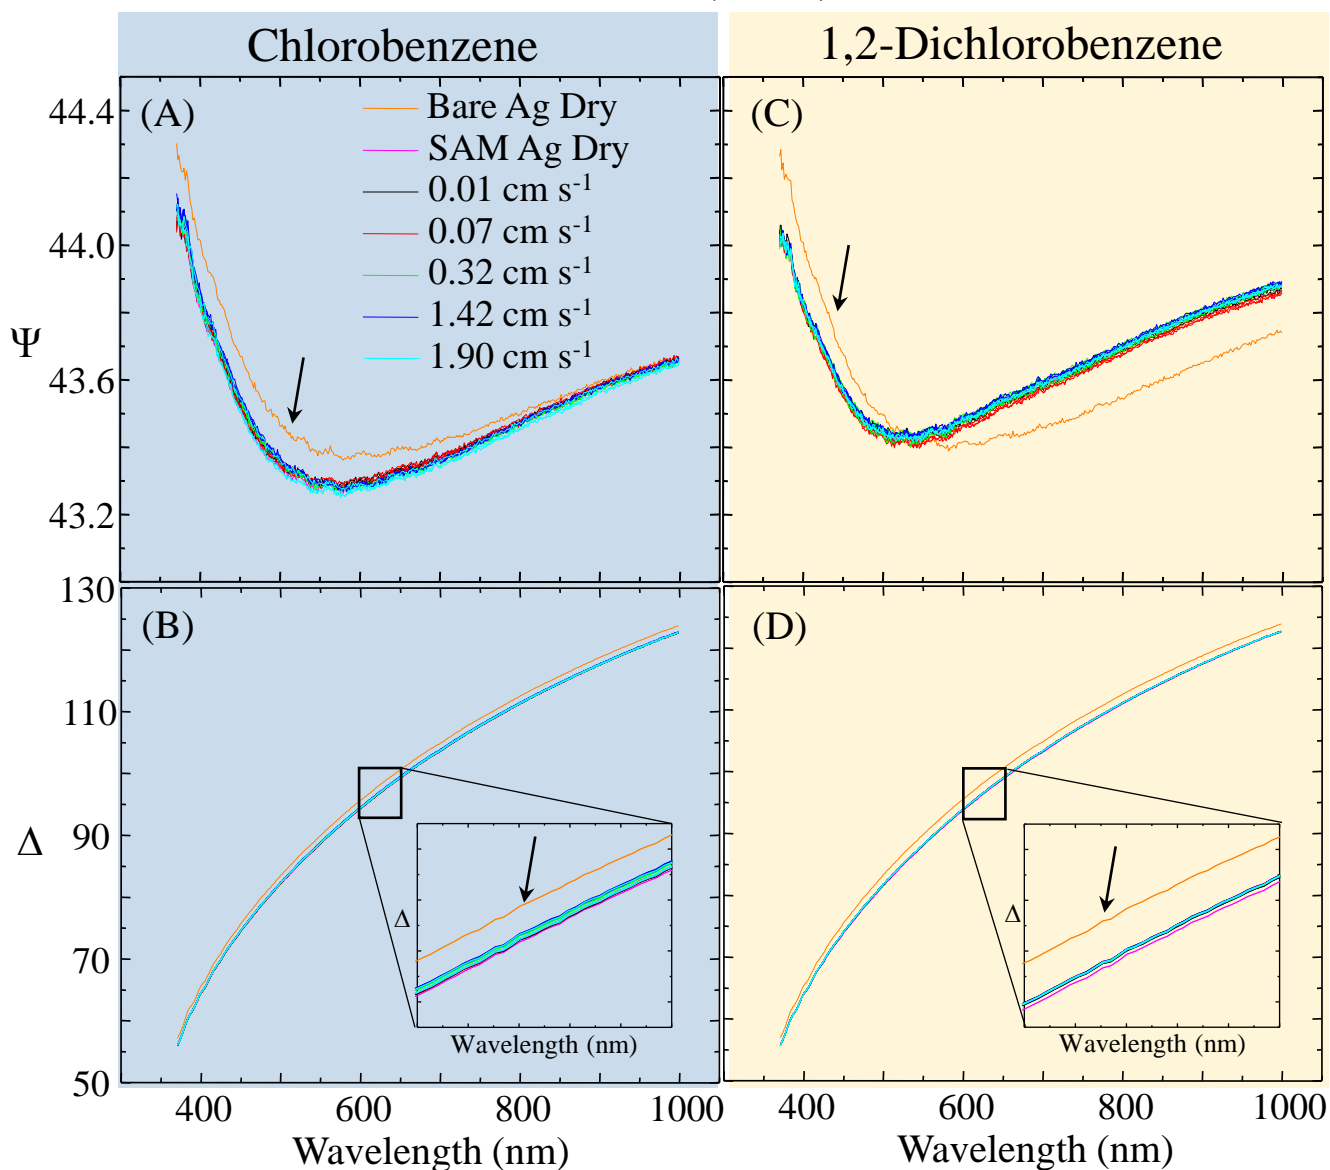 Chlorobenzene
1,2-Dichlorobenzene
(A)
Bare Ag Dry
SAM Ag Dry
0.01 cm s⁻¹
0.07 cm s⁻¹
0.32 cm s⁻¹
1.42 cm s⁻¹
1.90 cm s⁻¹
(C)
44.4
44.0
43.6
43.2
Ψ
(B)
(D)
130
110
90
70
50
Δ
Δ
Wavelength (nm)
Δ
Wavelength (nm)
400 600 800 1000
400 600 800 1000
Wavelength (nm)
Wavelength (nm)